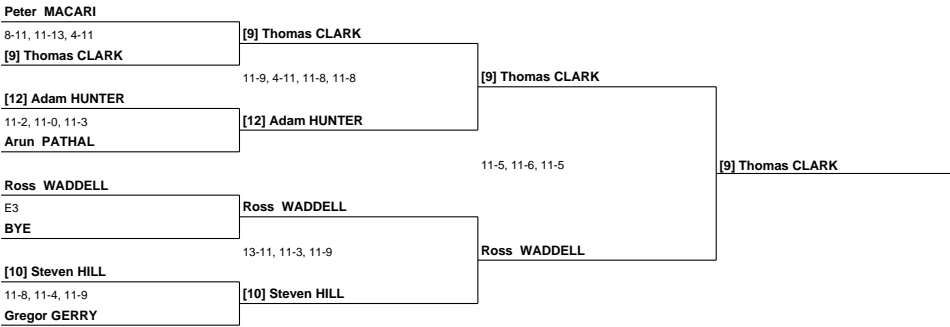 Peter MACARI
8-11, 11-13, 4-11
[9] Thomas CLARK
[12] Adam HUNTER
11-2, 11-0, 11-3
Arun PATHAL
Ross WADDELL
E3
BYE
[10] Steven HILL
11-8, 11-4, 11-9
Gregor GERRY
[9] Thomas CLARK
11-9, 4-11, 11-8, 11-8
[12] Adam HUNTER
Ross WADDELL
13-11, 11-3, 11-9
[10] Steven HILL
[9] Thomas CLARK
11-5, 11-6, 11-5
Ross WADDELL
[9] Thomas CLARK